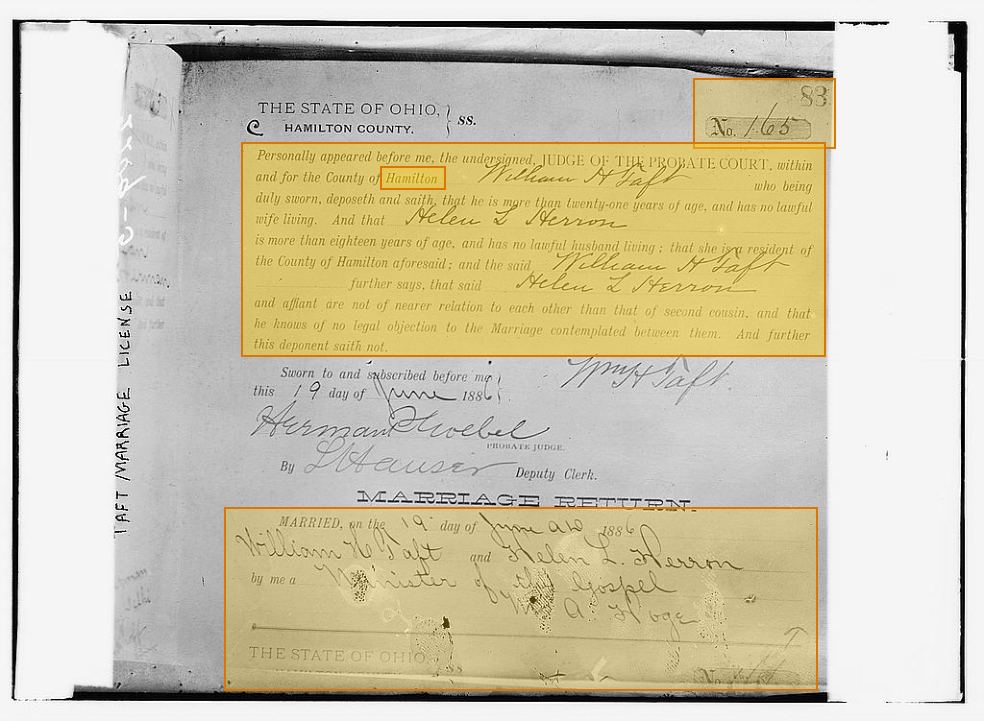 83
No. 165
THE STATE OF OHIO,
HAMILTON COUNTY. } ss.
Personally appeared before me, the undersigned, JUDGE OF THE PROBATE COURT, within
and for the County of Hamilton William H Taft who being
duly sworn, deposeth and saith, that he is more than twenty-one years of age, and has no lawful
wife living. And that Helen L Herron
is more than eighteen years of age, and has no lawful husband living; that she is a resident of
the County of Hamilton aforesaid; and the said William H Taft
further says, that said Helen L Herron
and affiant are not of nearer relation to each other than that of second cousin, and that
he knows of no legal objection to the Marriage contemplated between them. And further
this deponent saith not.
Wm H Taft.
Sworn to and subscribed before me
this 19 day of June 1886.
Herman Goebel
PROBATE JUDGE.
By L Hauser Deputy Clerk.
MARRIAGE RETURN.
MARRIED, on the 19 day of June 1886
William H. Taft and Helen L. Herron
by me a Minister of the Gospel
A. Hoge
THE STATE OF OHIO, ss
No.
TAFT MARRIAGE LICENSE